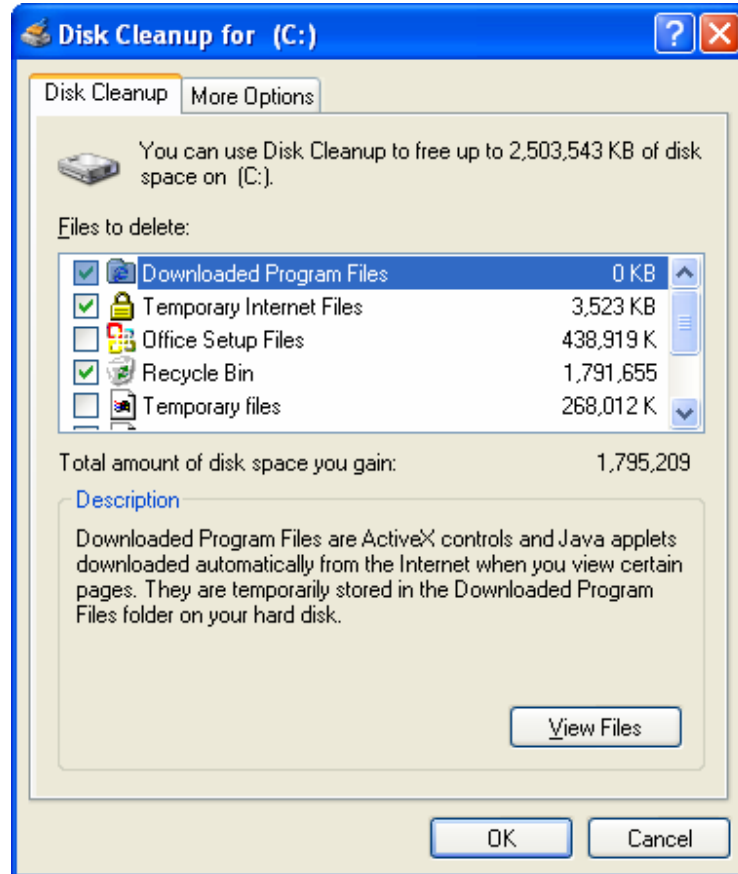 Disk Cleanup for (C:)
Disk Cleanup More Options
You can use Disk Cleanup to free up to 2,503,543 KB of disk
space on (C:).
Files to delete:
Downloaded Program Files 0 KB
Temporary Internet Files 3,523 KB
Office Setup Files 438,919 K
Recycle Bin 1,791,655
Temporary files 268,012 K
Total amount of disk space you gain: 1,795,209
Description
Downloaded Program Files are ActiveX controls and Java applets
downloaded automatically from the Internet when you view certain
pages. They are temporarily stored in the Downloaded Program
Files folder on your hard disk.
View Files
OK Cancel